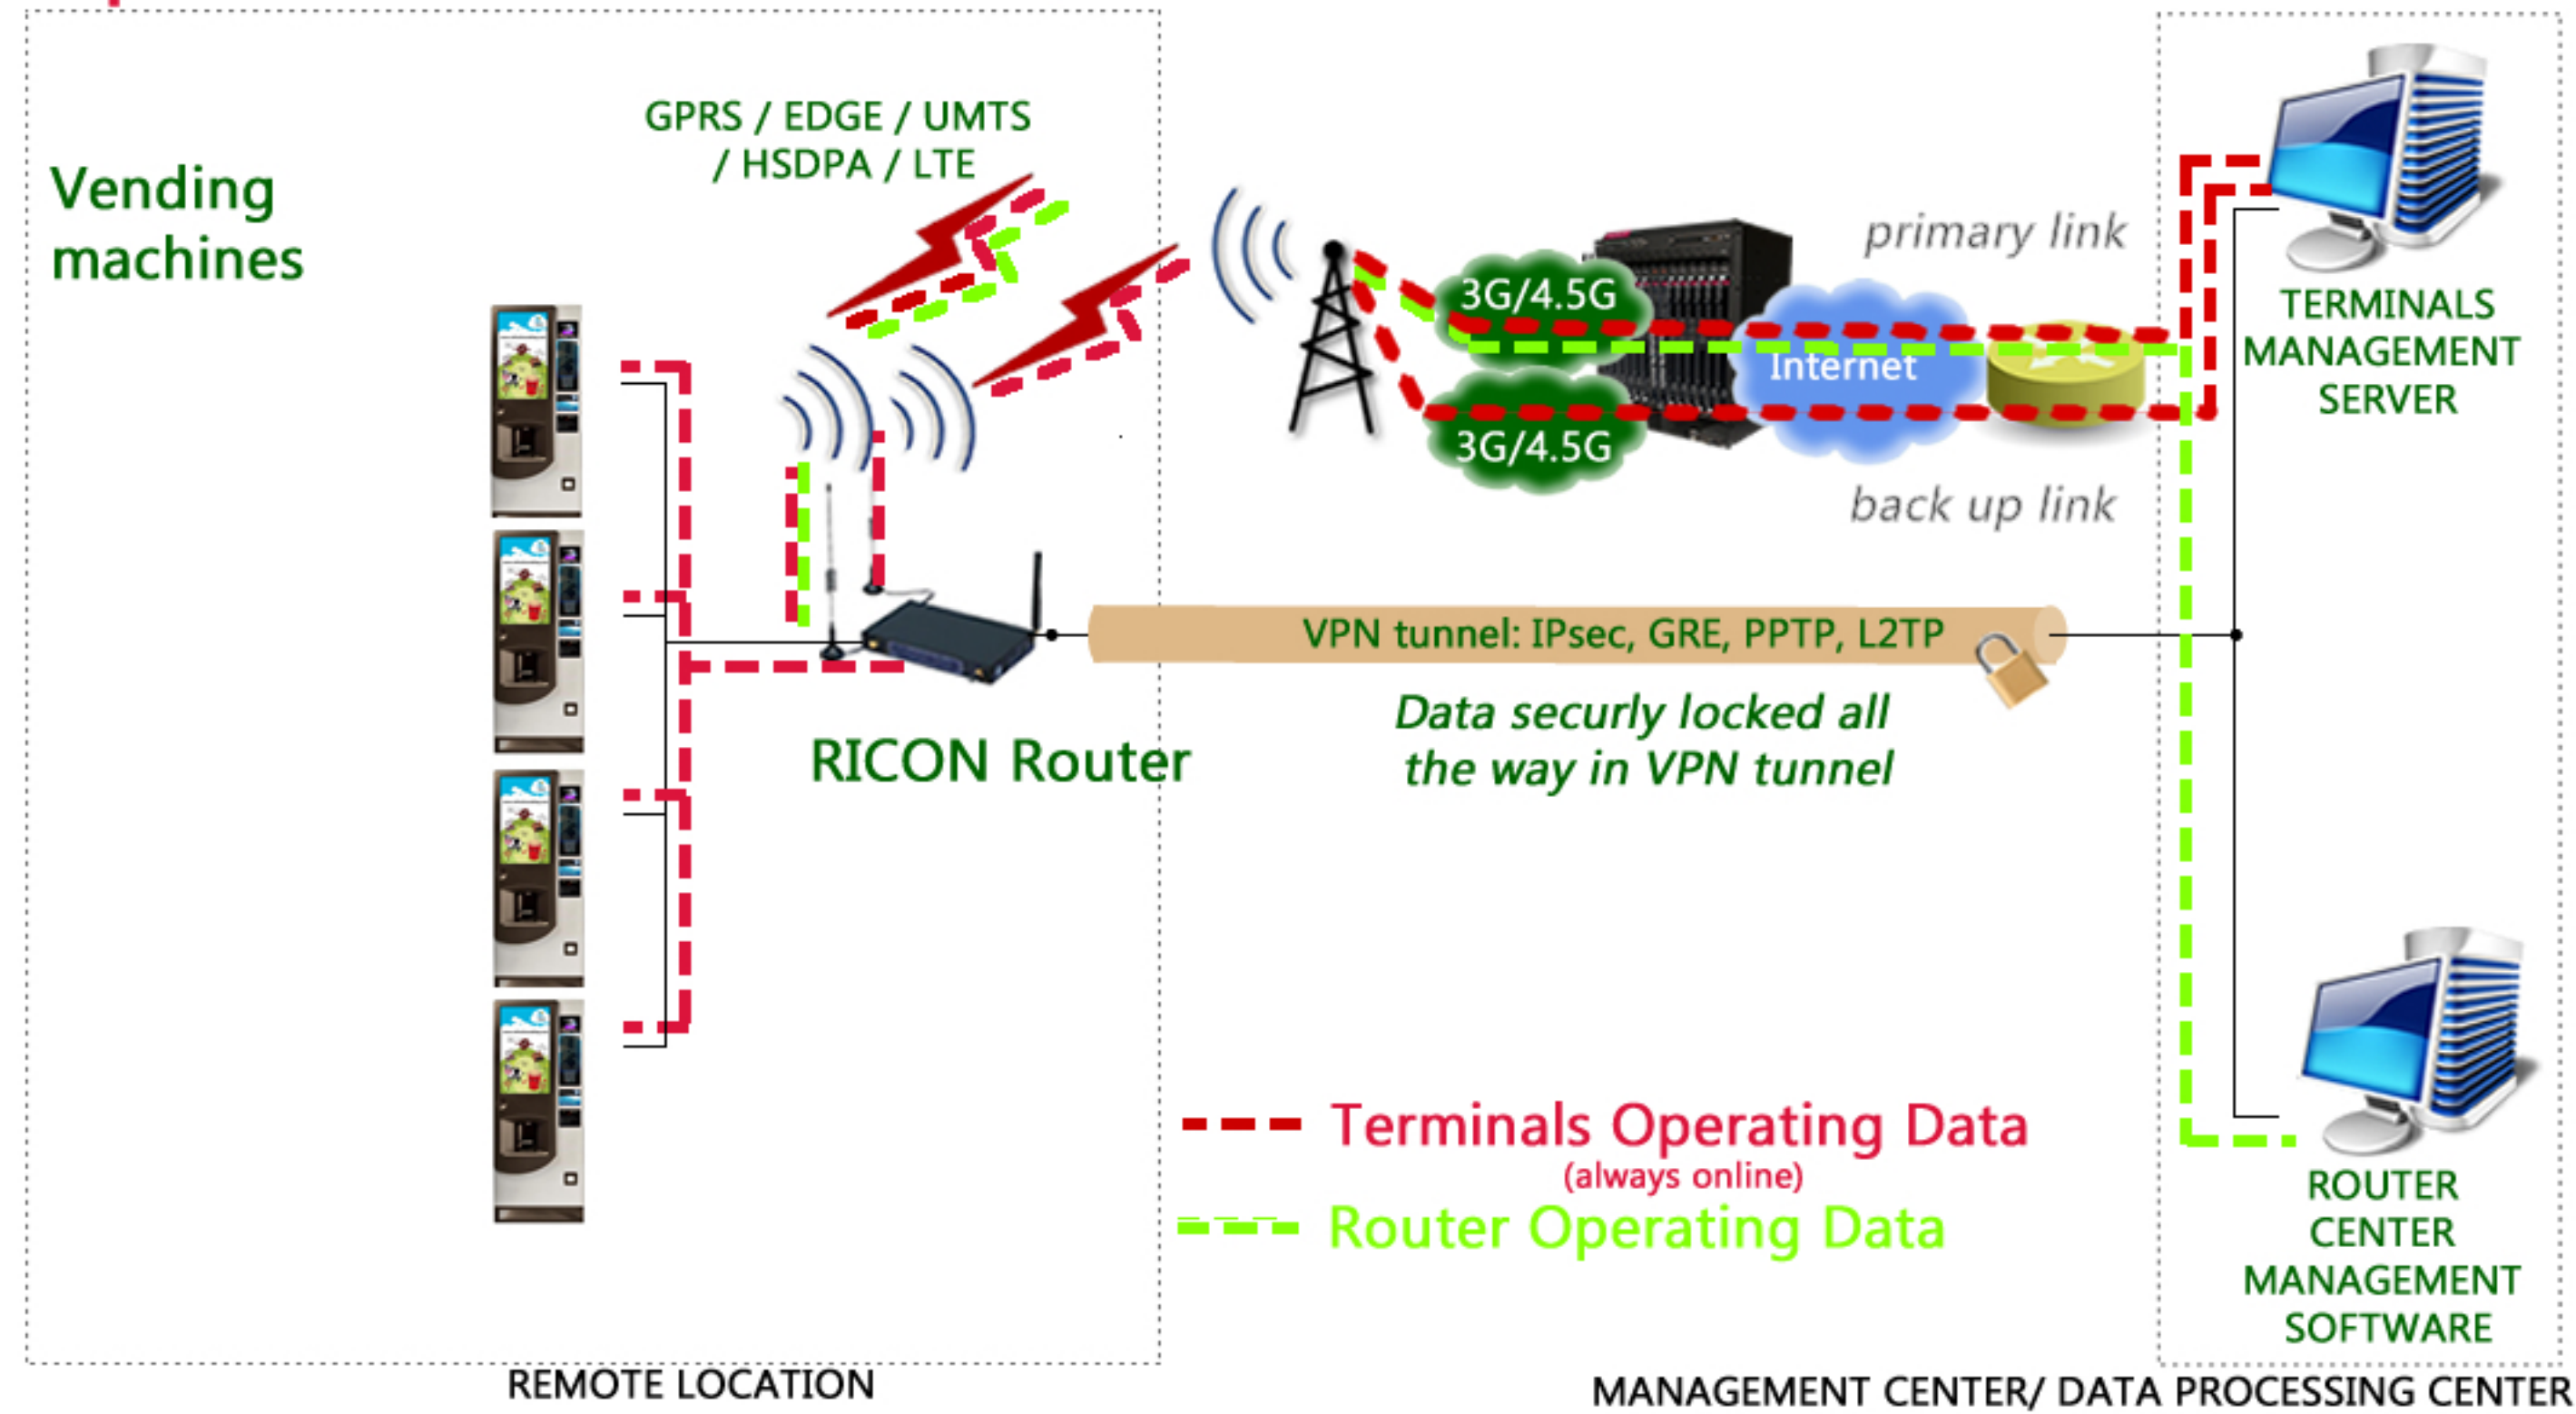 Vending
machines
GPRS / EDGE / UMTS
/ HSDPA / LTE
RICON Router
REMOTE LOCATION
3G/4.5G
3G/4.5G
Internet
primary link
back up link
VPN tunnel: IPsec, GRE, PPTP, L2TP
Data securly locked all
the way in VPN tunnel
Terminals Operating Data
(always online)
Router Operating Data
TERMINALS
MANAGEMENT
SERVER
ROUTER
CENTER
MANAGEMENT
SOFTWARE
MANAGEMENT CENTER/ DATA PROCESSING CENTER